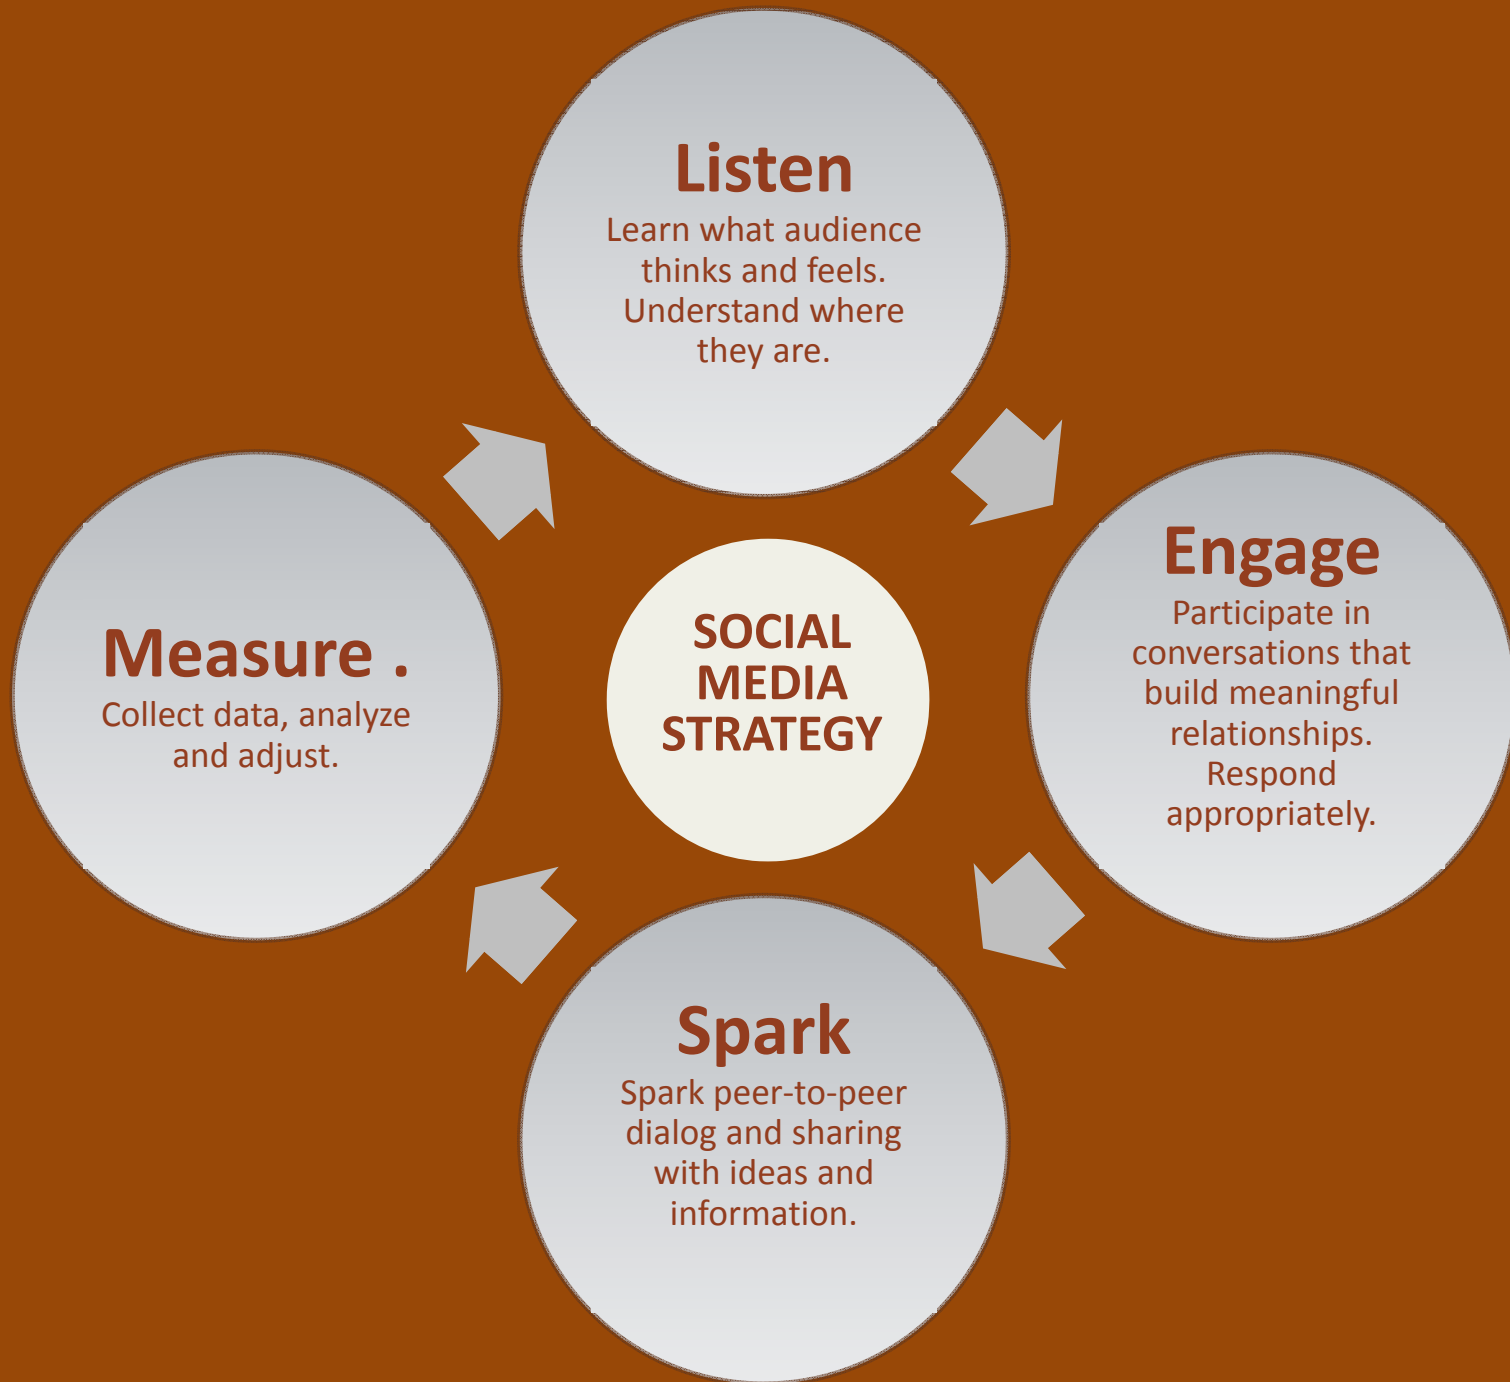 Listen
Learn what audience
thinks and feels.
Understand where
they are.
Engage
Participate in
conversations that
build meaningful
relationships.
Respond
appropriately.
Spark
Spark peer-to-peer
dialog and sharing
with ideas and
information.
Measure .
Collect data, analyze
and adjust.
SOCIAL
MEDIA
STRATEGY